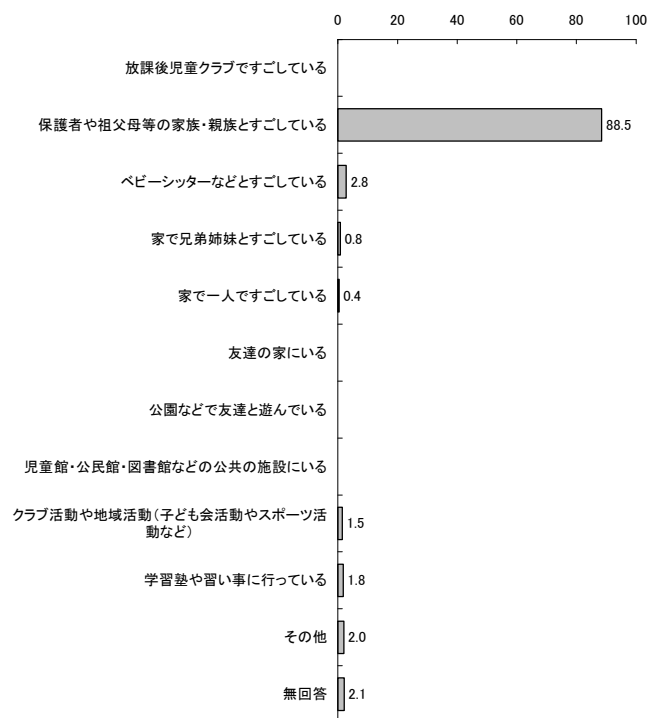 0 20 40 60 80 100
放課後児童クラブですごしている
保護者や祖父母等の家族・親族とすごしている 88.5
ベビーシッターなどとすごしている 2.8
家で兄弟姉妹とすごしている 0.8
家で一人ですごしている 0.4
友達の家にいる
公園などで友達と遊んでいる
児童館・公民館・図書館などの公共の施設にいる
クラブ活動や地域活動(子ども会活動やスポーツ活
動など) 1.5
学習塾や習い事に行っている 1.8
その他 2.0
無回答 2.1